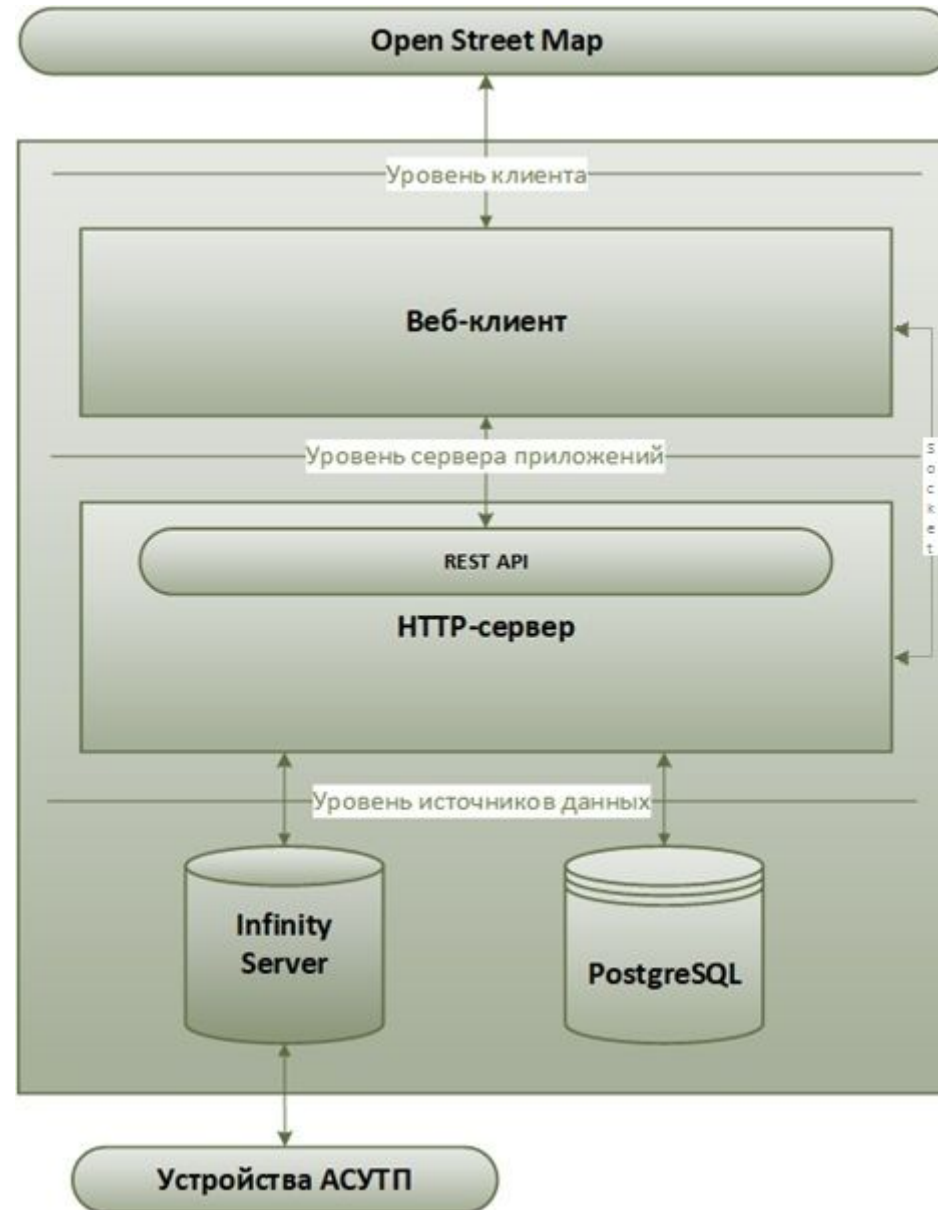 Open Street Map
Уровень клиента
Веб-клиент
Уровень сервера приложений
Socket
REST API
HTTP-сервер
Уровень источников данных
Infinity
Server
PostgreSQL
Устройства АСУТП